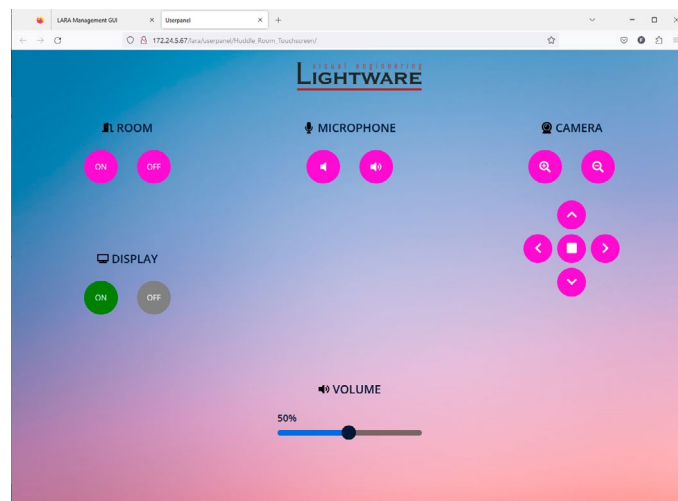 LARA Management GUI
Userpanel
172.24.5.67/lara/userpanel/Huddle_Room_Touchscreen/
visual engineering
LIGHTWARE
ROOM
MICROPHONE
CAMERA
ON OFF
DISPLAY
ON OFF
VOLUME
50%